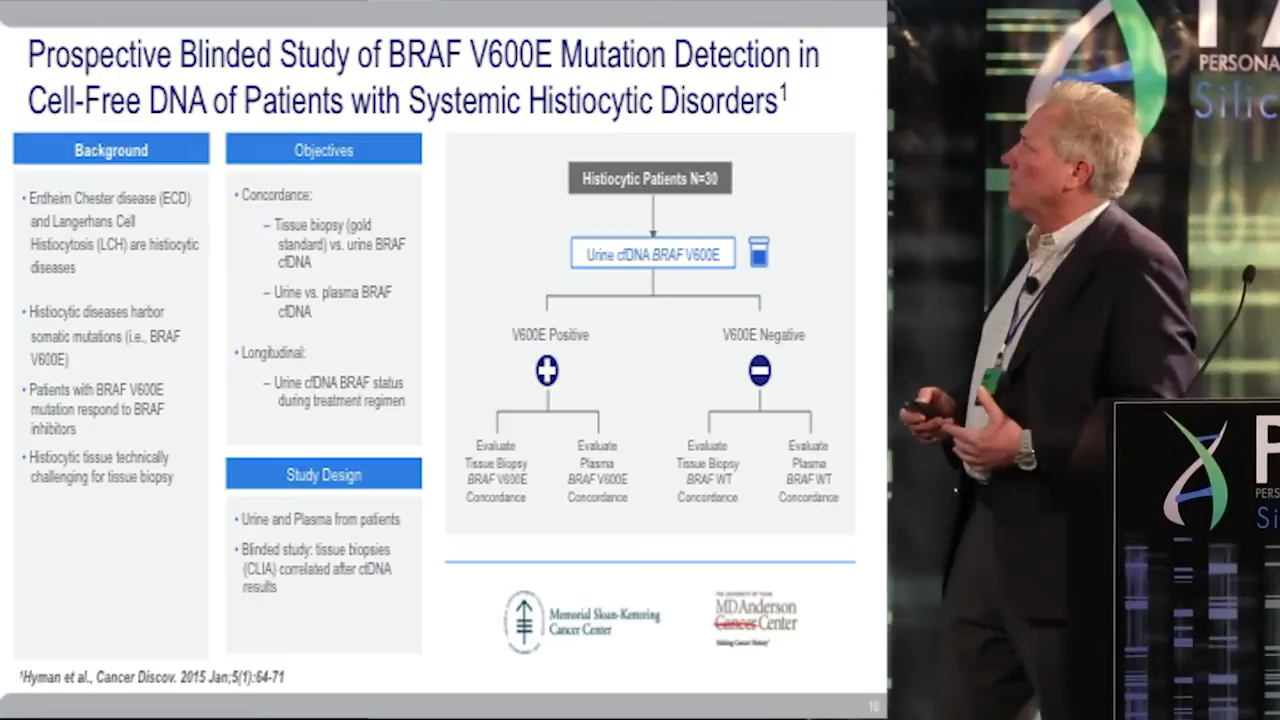 Prospective Blinded Study of BRAF V600E Mutation Detection in
Cell-Free DNA of Patients with Systemic Histiocytic Disorders1
Background
• Erdheim Chester disease (ECD)
and Langerhans Cell
Histiocytosis (LCH) are histiocytic
diseases
• Histiocytic diseases harbor
somatic mutations (i.e., BRAF
V600E)
• Patients with BRAF V600E
mutation respond to BRAF
inhibitors
• Histiocytic tissue technically
challenging for tissue biopsy
Objectives
• Concordance:
– Tissue biopsy (gold
standard) vs. urine BRAF
cfDNA
– Urine vs. plasma BRAF
cfDNA
• Longitudinal:
– Urine cfDNA BRAF status
during treatment regimen
Study Design
• Urine and Plasma from patients
• Blinded study: tissue biopsies
(CLIA) correlated after ctDNA
results
Histiocytic Patients N=30
Urine cfDNA BRAF V600E
V600E Positive
V600E Negative
Evaluate
Tissue Biopsy
BRAF V600E
Concordance
Evaluate
Plasma
BRAF V600E
Concordance
Evaluate
Tissue Biopsy
BRAF WT
Concordance
Evaluate
Plasma
BRAF WT
Concordance
Memorial Sloan-Kettering
Cancer Center
THE UNIVERSITY OF TEXAS
MD Anderson
Cancer Center
Making Cancer History®
1Hyman et al., Cancer Discov. 2015 Jan;5(1):64-71
10
PERSONA
Silic
P
PERS
Si